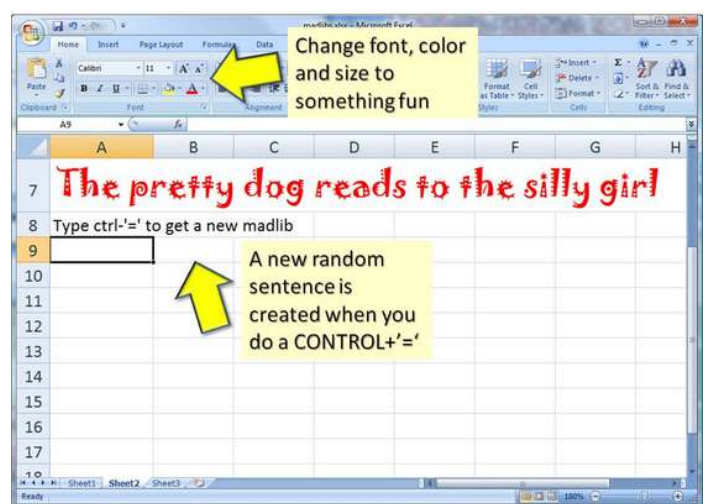 madlibs.xlsx - Microsoft Excel
Home Insert Page Layout Formulas Data
Paste
Calibri 11 A A
B I U A
Format as Table Cell Styles
Insert
Delete
Format
Σ
Sort & Filter Find & Select
Clipboard Font Alignment Styles Cells Editing
Change font, color
and size to
something fun
A9 fx
A B C D E F G H
7 The pretty dog reads to the silly girl
8 Type ctrl-'=' to get a new madlib
9
10
11
12
13
14
15
16
17
18
A new random
sentence is
created when you
do a CONTROL+'='
Sheet1 Sheet2 Sheet3
Ready 180%